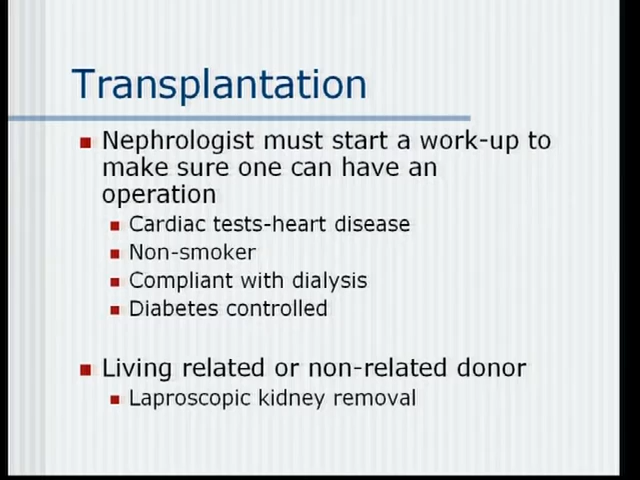 Transplantation
Nephrologist must start a work-up to
make sure one can have an
operation
Cardiac tests-heart disease
Non-smoker
Compliant with dialysis
Diabetes controlled
Living related or non-related donor
Laproscopic kidney removal